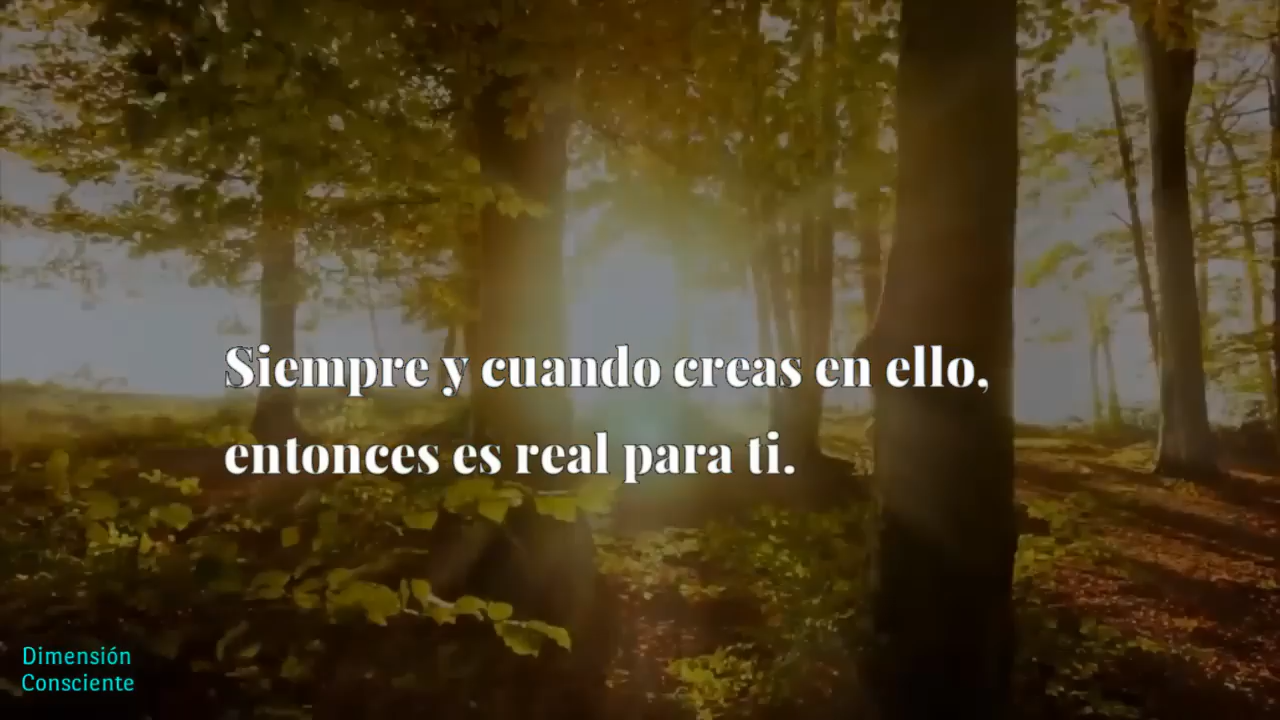 Siempre y cuando creas en ello,
entonces es real para ti.
Dimensión
Consciente